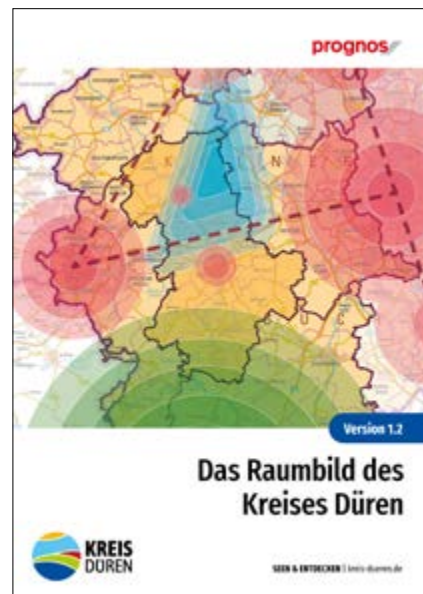 prognos
Version 1.2
Das Raumbild des
Kreises Düren
KREIS
DÜREN
SEEN & ENTDECKEN | kreis-dueren.de